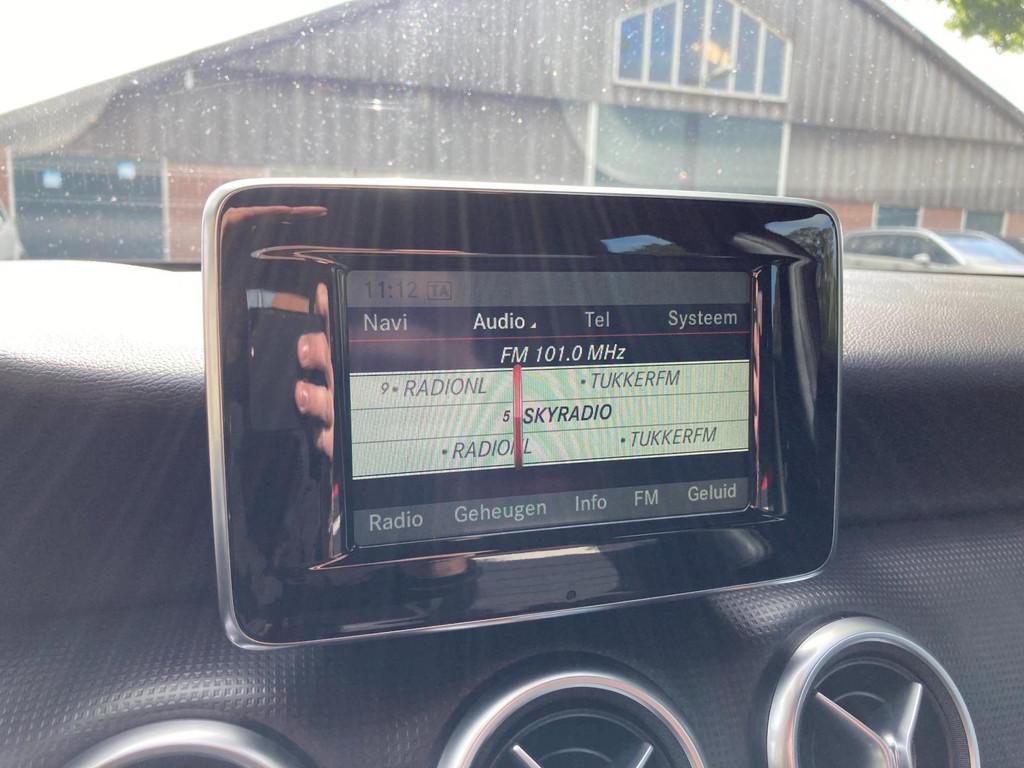 11:12 TA
Navi Audio Tel Systeem
FM 101.0 MHz
9 • RADIONL • TUKKERFM
5 • SKYRADIO
• RADIONL • TUKKERFM
Radio Geheugen Info FM Geluid